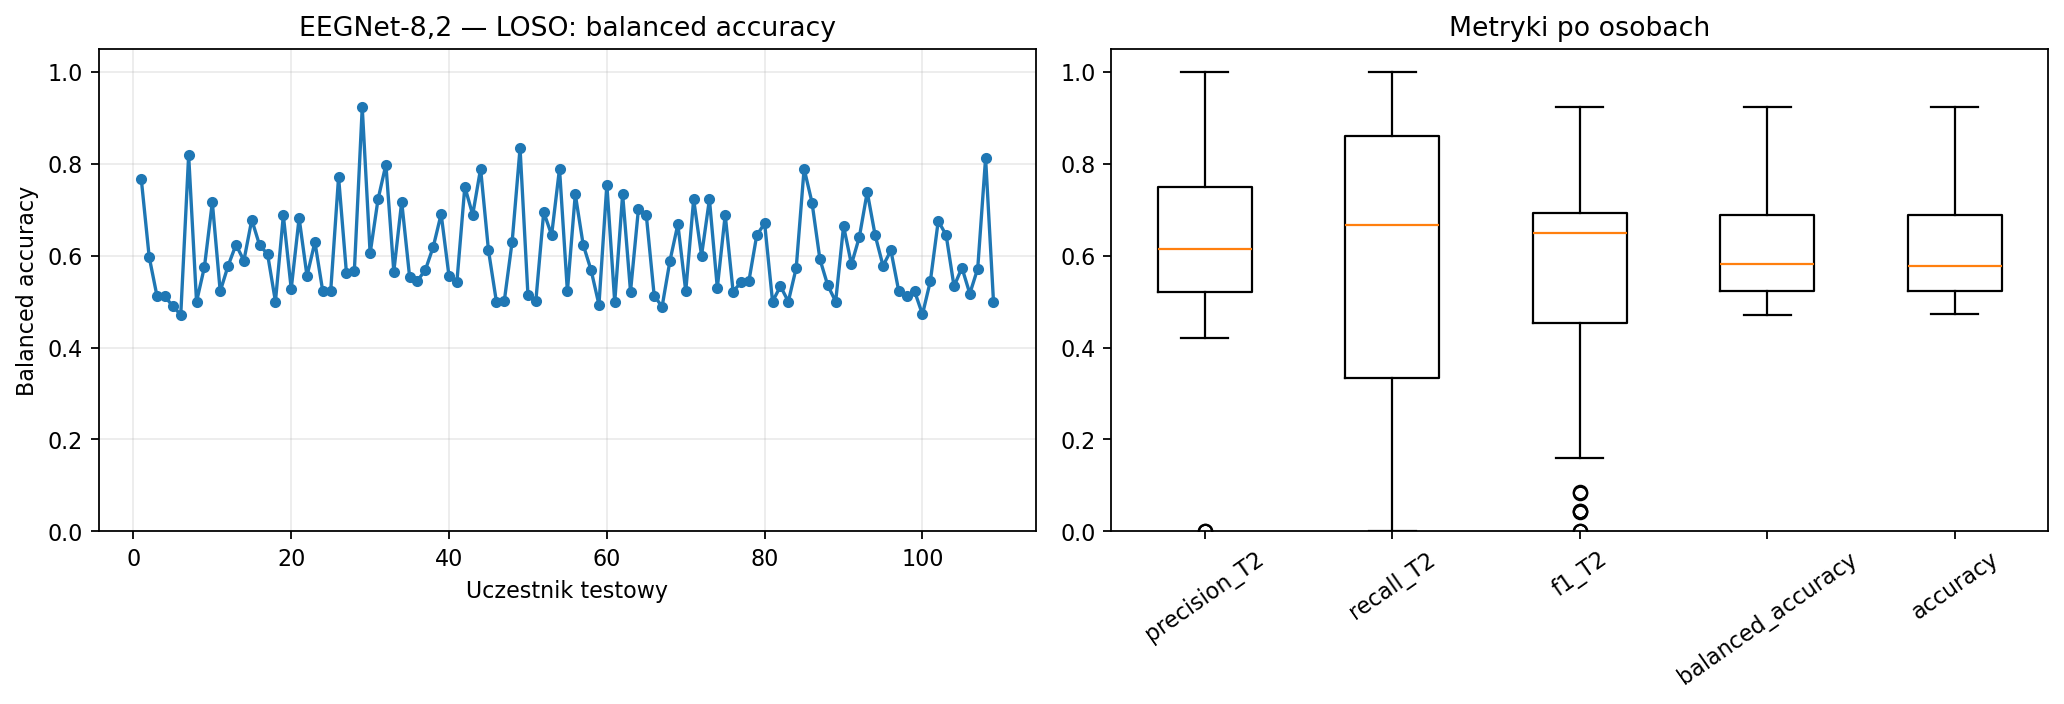 EEGNet-8,2 — LOSO: balanced accuracy
Balanced accuracy
1.0
0.8
0.6
0.4
0.2
0.0
0
20
40
60
80
100
Uczestnik testowy
Metryki po osobach
1.0
0.8
0.6
0.4
0.2
0.0
precision_T2
recall_T2
f1_T2
balanced_accuracy
accuracy